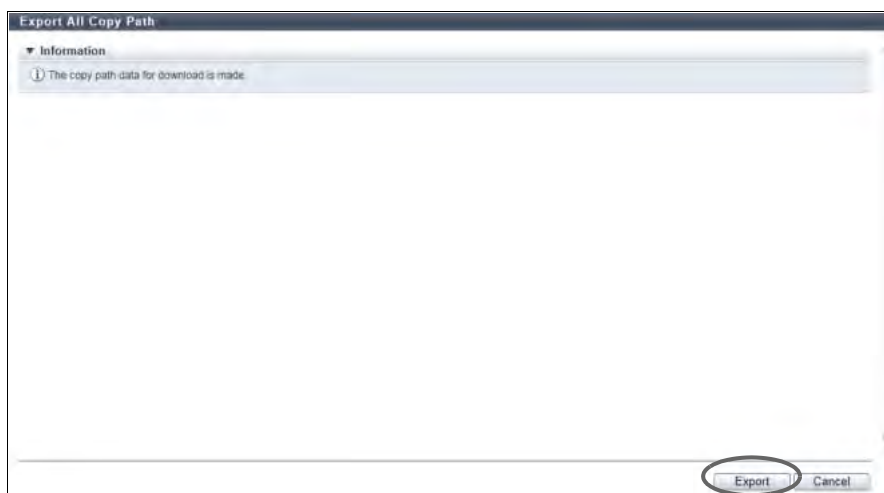 Export All Copy Path
▼ Information
The copy path data for download is made.
Export Cancel